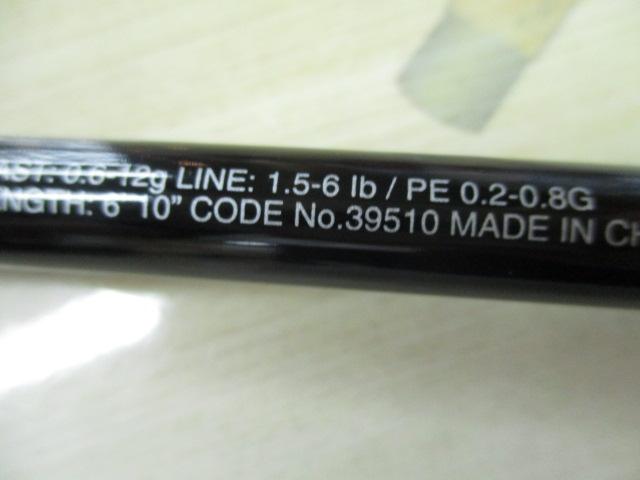 AST: 0.6-12g LINE: 1.5-6 lb / PE 0.2-0.8G
ENGTH: 6' 10" CODE No.39510 MADE IN CH